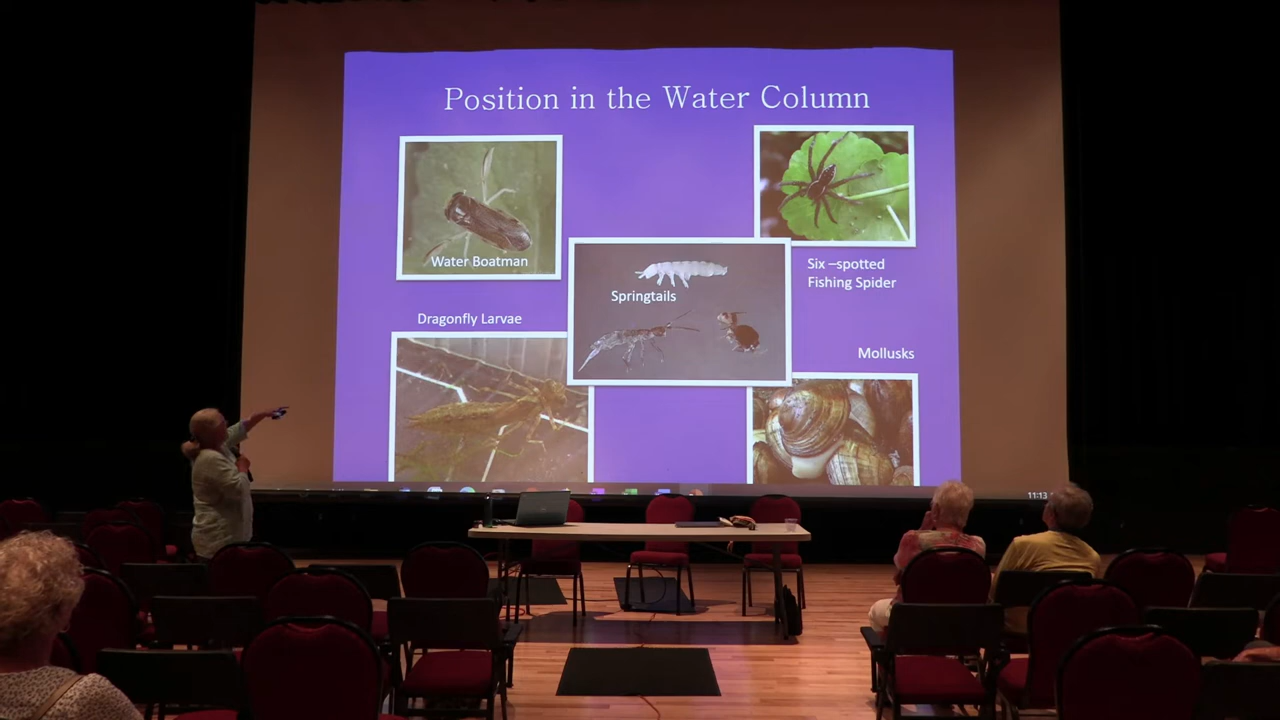 Position in the Water Column
Water Boatman
Six –spotted
Fishing Spider
Springtails
Dragonfly Larvae
Mollusks
11:13